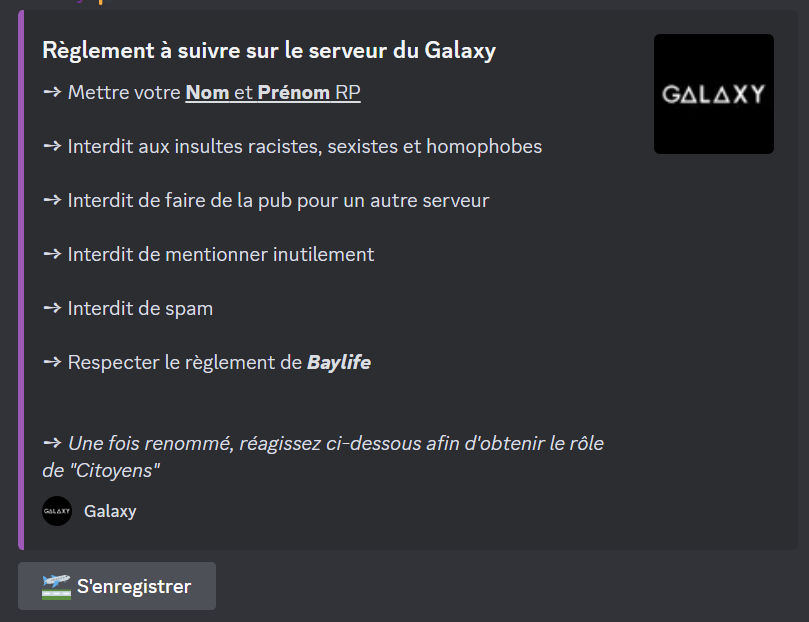 Règlement à suivre sur le serveur du Galaxy
GALAXY
➙ Mettre votre Nom et Prénom RP
➙ Interdit aux insultes racistes, sexistes et homophobes
➙ Interdit de faire de la pub pour un autre serveur
➙ Interdit de mentionner inutilement
➙ Interdit de spam
➙ Respecter le règlement de Baylife
➙ Une fois renommé, réagissez ci-dessous afin d'obtenir le rôle
de "Citoyens"
GALAXY Galaxy
S'enregistrer